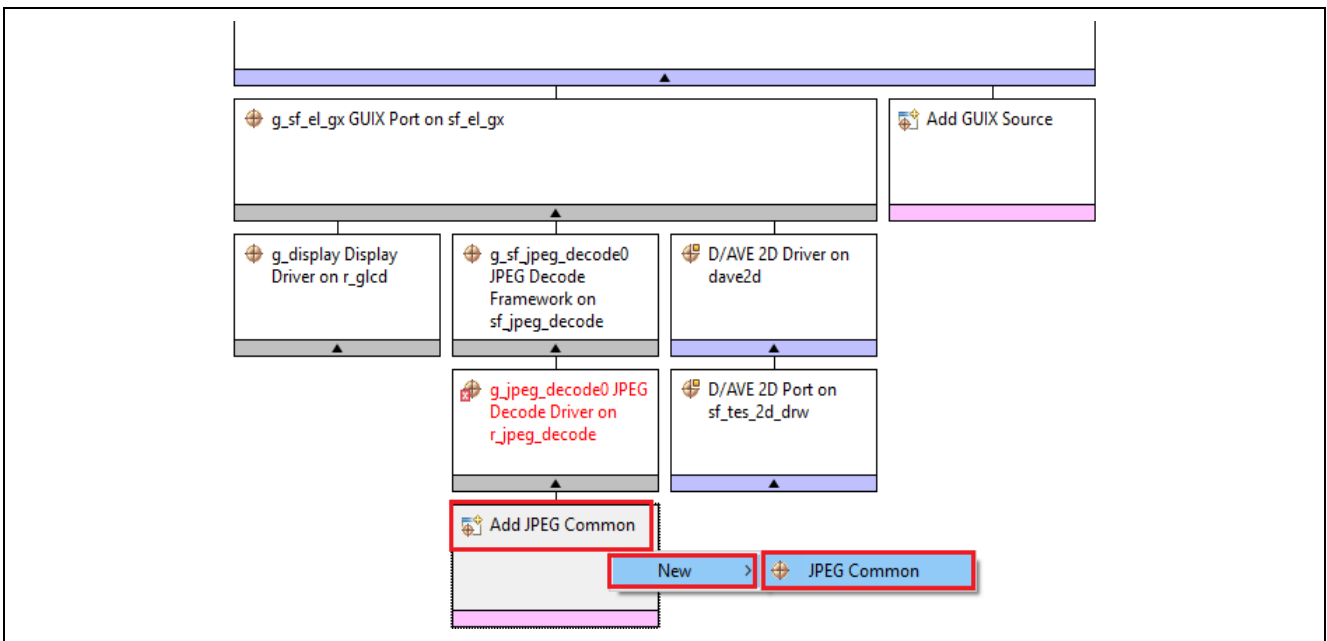 g_sf_el_gx GUIX Port on sf_el_gx
Add GUIX Source
g_display Display
Driver on r_glcd
g_sf_jpeg_decode0
JPEG Decode
Framework on
sf_jpeg_decode
D/AVE 2D Driver on
dave2d
g_jpeg_decode0 JPEG
Decode Driver on
r_jpeg_decode
D/AVE 2D Port on
sf_tes_2d_drw
Add JPEG Common
New >
JPEG Common